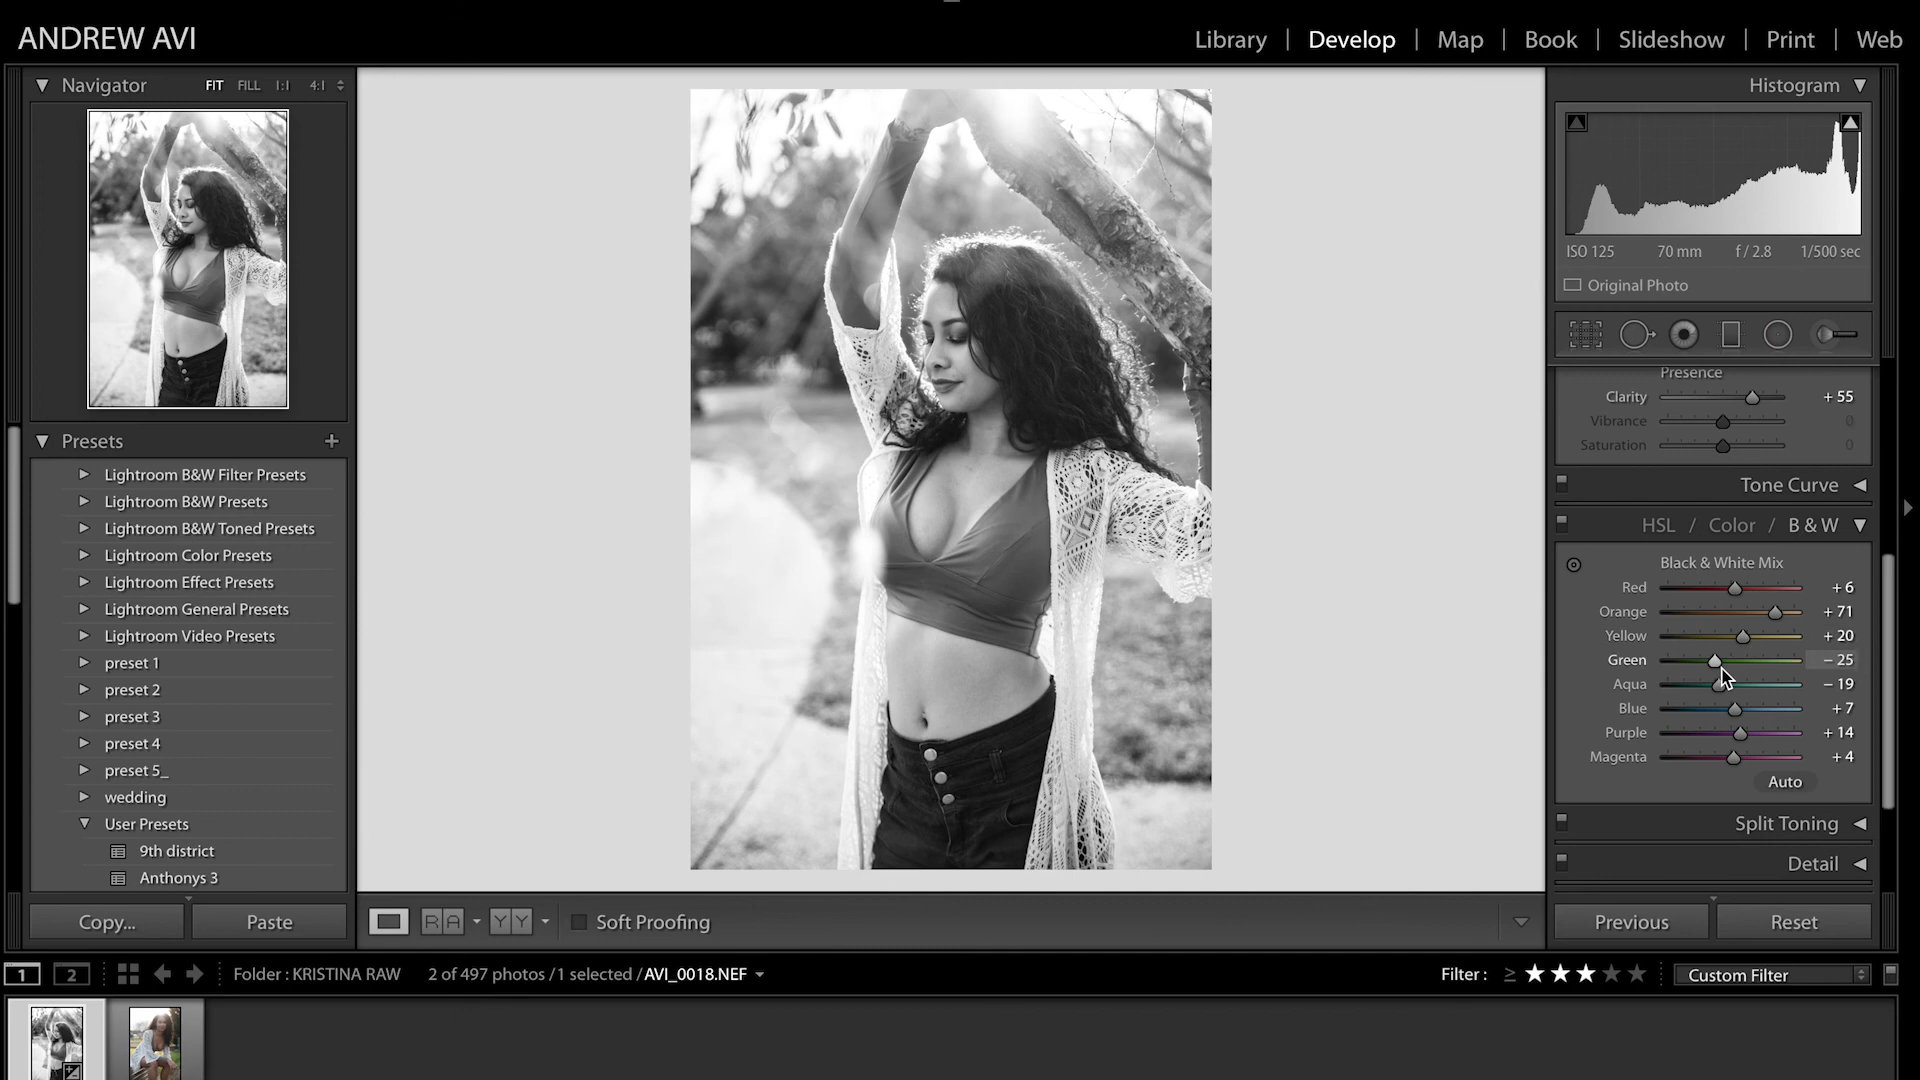 ANDREW AVI
Library | Develop | Map | Book | Slideshow | Print | Web
Navigator FIT FILL 1:1 4:1
Presets +
Lightroom B&W Filter Presets
Lightroom B&W Presets
Lightroom B&W Toned Presets
Lightroom Color Presets
Lightroom Effect Presets
Lightroom General Presets
Lightroom Video Presets
preset 1
preset 2
preset 3
preset 4
preset 5_
wedding
User Presets
9th district
Anthonys 3
Copy... Paste
R A Y Y Soft Proofing
Histogram
ISO 125 70 mm f / 2.8 1/500 sec
Original Photo
Presence
Clarity + 55
Vibrance 0
Saturation 0
Tone Curve
HSL / Color / B & W
Black & White Mix
Red + 6
Orange + 71
Yellow + 20
Green – 25
Aqua – 19
Blue + 7
Purple + 14
Magenta + 4
Auto
Split Toning
Detail
Previous Reset
1 2 Folder : KRISTINA RAW 2 of 497 photos /1 selected /AVI_0018.NEF Filter : ≥ ★★★★★ Custom Filter